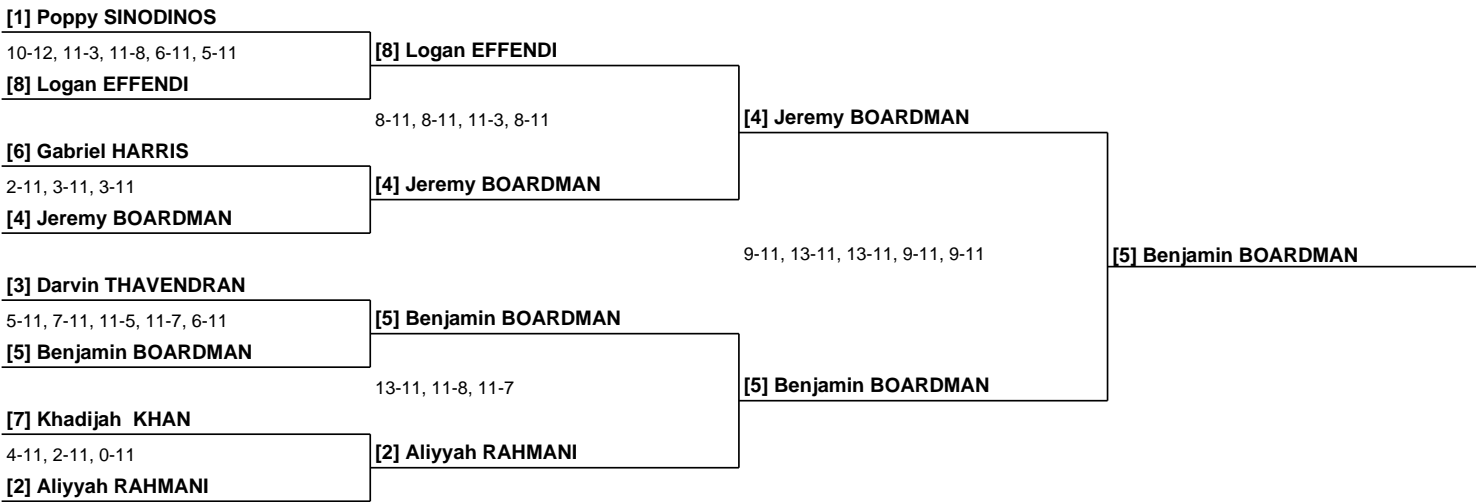 [1] Poppy SINODINOS
10-12, 11-3, 11-8, 6-11, 5-11
[8] Logan EFFENDI
[8] Logan EFFENDI
8-11, 8-11, 11-3, 8-11
[6] Gabriel HARRIS
2-11, 3-11, 3-11
[4] Jeremy BOARDMAN
[4] Jeremy BOARDMAN
[4] Jeremy BOARDMAN
9-11, 13-11, 13-11, 9-11, 9-11
[5] Benjamin BOARDMAN
[3] Darvin THAVENDRAN
5-11, 7-11, 11-5, 11-7, 6-11
[5] Benjamin BOARDMAN
[5] Benjamin BOARDMAN
13-11, 11-8, 11-7
[5] Benjamin BOARDMAN
[7] Khadijah  KHAN
4-11, 2-11, 0-11
[2] Aliyyah RAHMANI
[2] Aliyyah RAHMANI